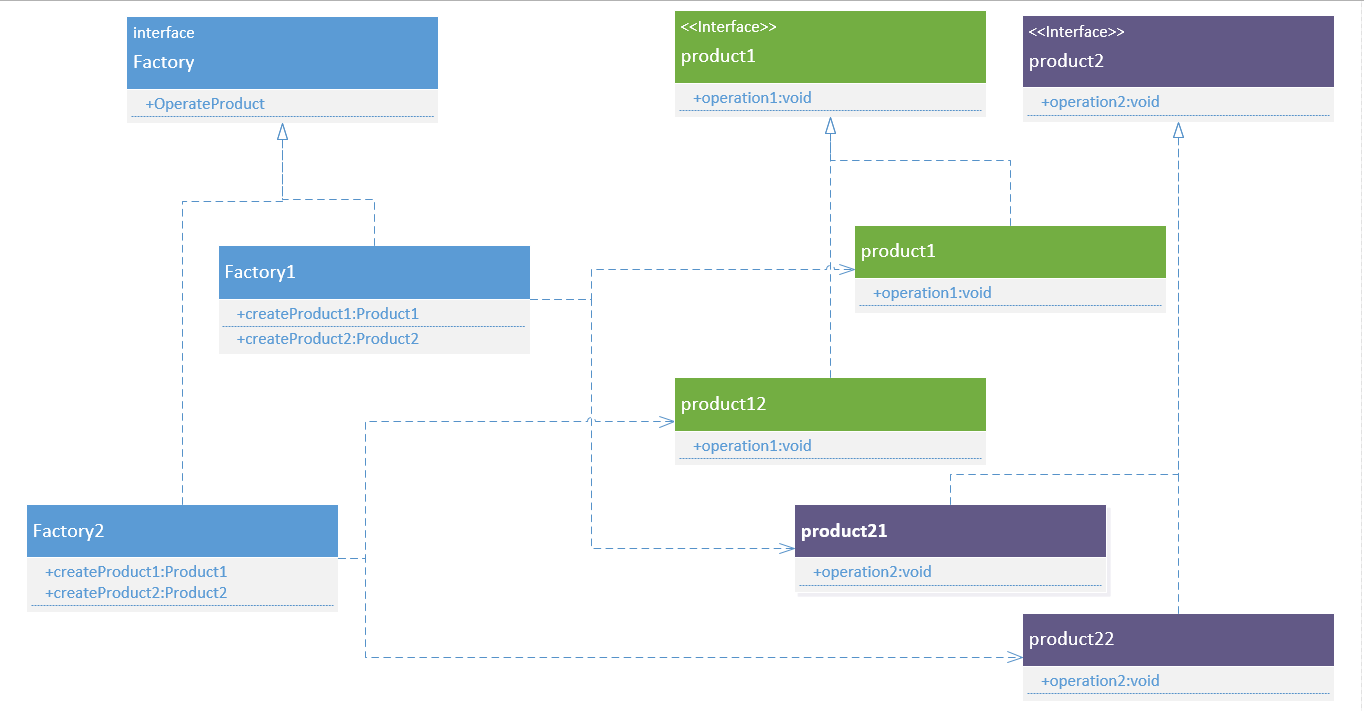 interface
Factory
+OperateProduct
<<Interface>>
product1
+operation1:void
<<Interface>>
product2
+operation2:void
Factory1
+createProduct1:Product1
+createProduct2:Product2
product1
+operation1:void
product12
+operation1:void
Factory2
+createProduct1:Product1
+createProduct2:Product2
product21
+operation2:void
product22
+operation2:void